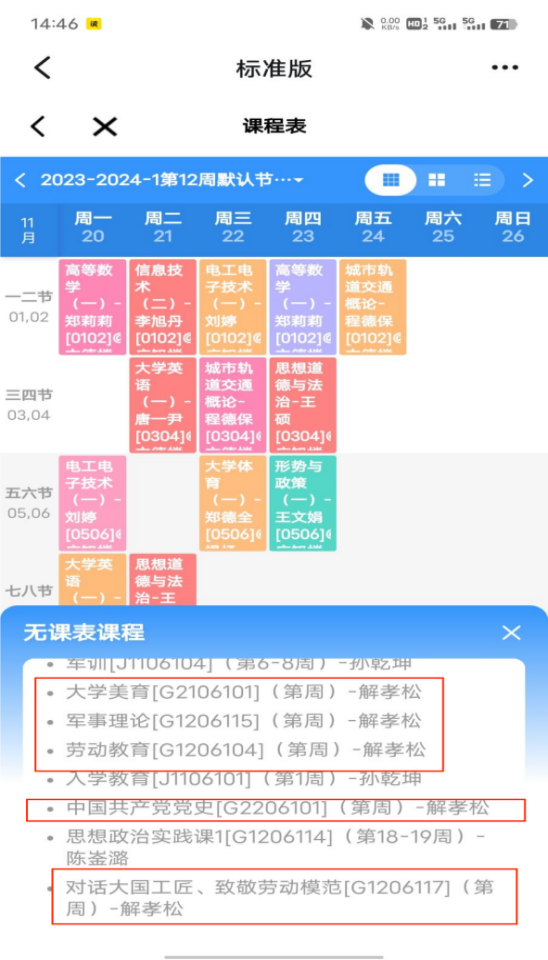 14:46
0.00 KB/s HD 1 2 5G 5G 71
标准版
课程表
2023-2024-1第12周默认节…
11月 周一 20 周二 21 周三 22 周四 23 周五 24 周六 25 周日 26
一二节 01,02
高等数学（一）-郑莉莉[0102]
信息技术（二）-李旭丹[0102]
电工电子技术（一）-刘婷[0102]
高等数学（一）-郑莉莉[0102]
城市轨道交通概论-程德保[0102]
三四节 03,04
大学英语（一）-唐一尹[0304]
城市轨道交通概论-程德保[0304]
思想道德与法治-王硕[0304]
五六节 05,06
电工电子技术（一）-刘婷[0506]
大学体育（一）-郑德全[0506]
形势与政策（一）-王文娟[0506]
七八节
大学英语（一）-
思想道德与法治-王
无课表课程
军训[J1106104]（第6-8周）-孙乾坤
大学美育[G2106101]（第周）-解孝松
军事理论[G1206115]（第周）-解孝松
劳动教育[G1206104]（第周）-解孝松
入学教育[J1106101]（第1周）-孙乾坤
中国共产党党史[G2206101]（第周）-解孝松
思想政治实践课1[G1206114]（第18-19周）-
陈崟潞
对话大国工匠、致敬劳动模范[G1206117]（第
周）-解孝松